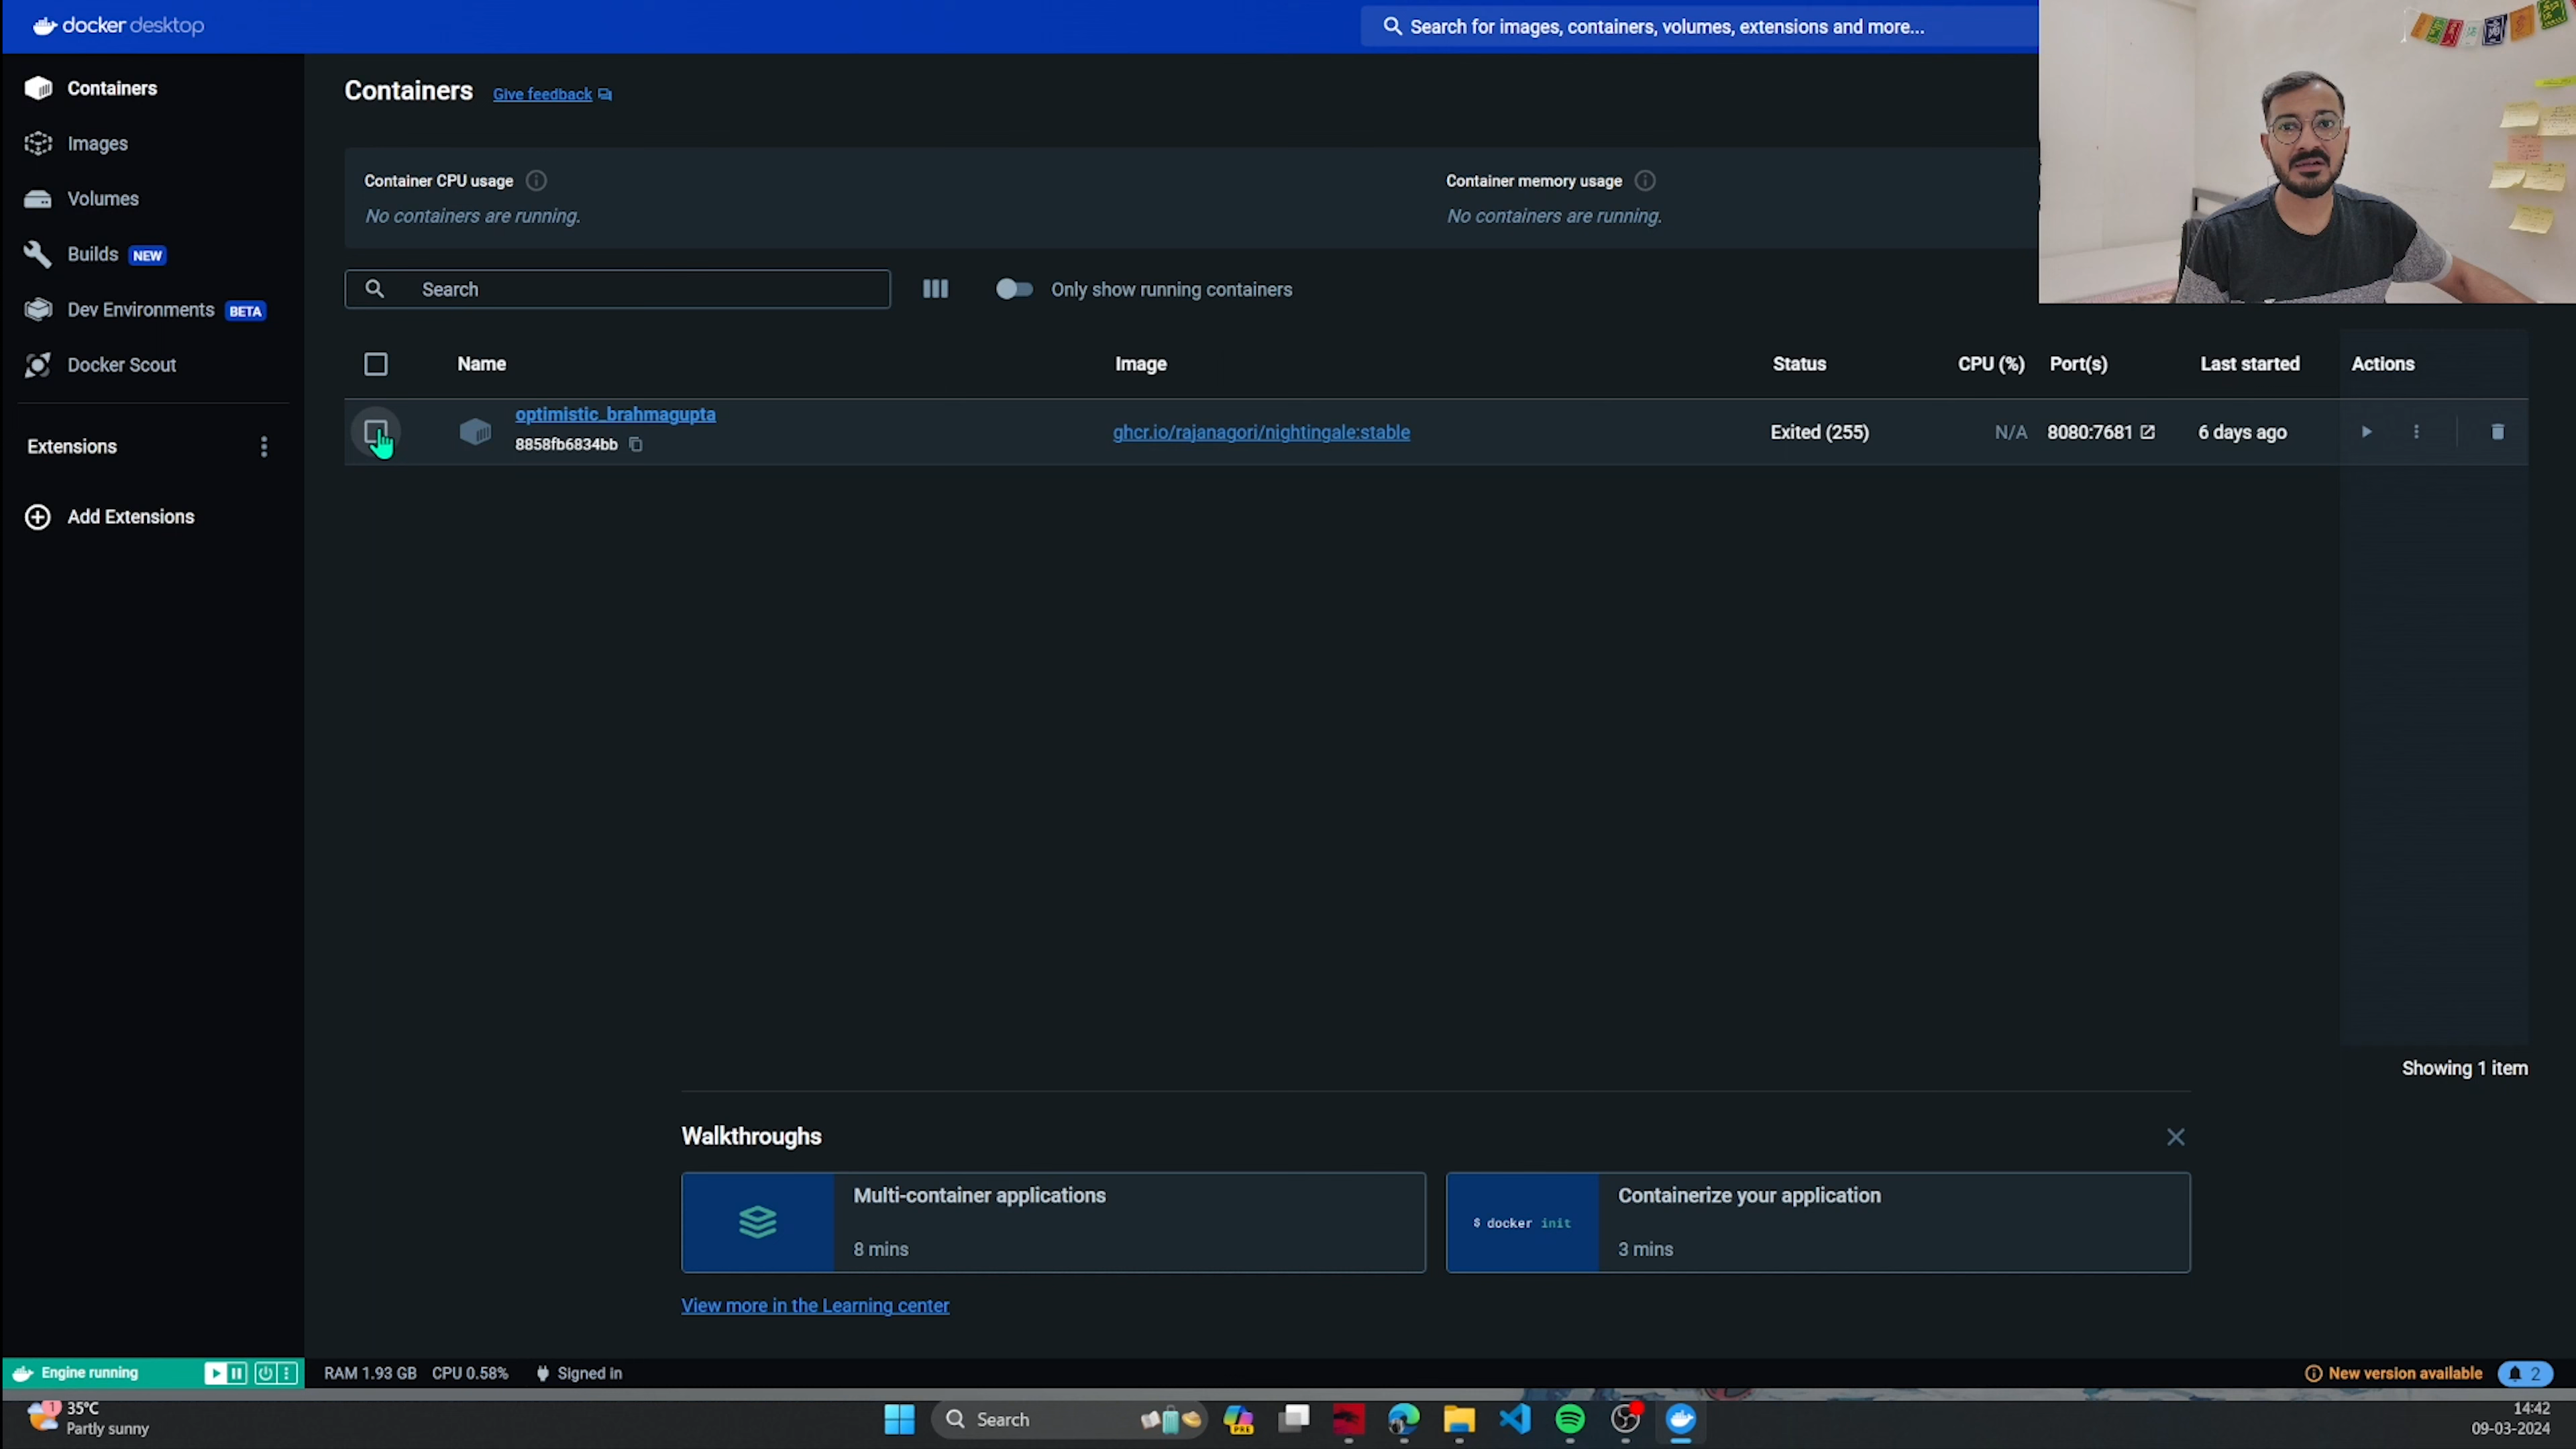 docker desktop
Search for images, containers, volumes, extensions and more...
Containers
Images
Volumes
Builds NEW
Dev Environments BETA
Docker Scout
Extensions
Add Extensions
Containers Give feedback
Container CPU usage
No containers are running.
Container memory usage
No containers are running.
Search
Only show running containers
Name Image Status CPU (%) Port(s) Last started Actions
optimistic_brahmagupta
8858fb6834bb
ghcr.io/rajanagori/nightingale:stable
Exited (255)
N/A
8080:7681
6 days ago
Showing 1 item
Walkthroughs
Multi-container applications
8 mins
$ docker init
Containerize your application
3 mins
View more in the Learning center
Engine running
RAM 1.93 GB CPU 0.58% Signed in
New version available
2
1
35°C
Partly sunny
Search
PRE
14:42
09-03-2024